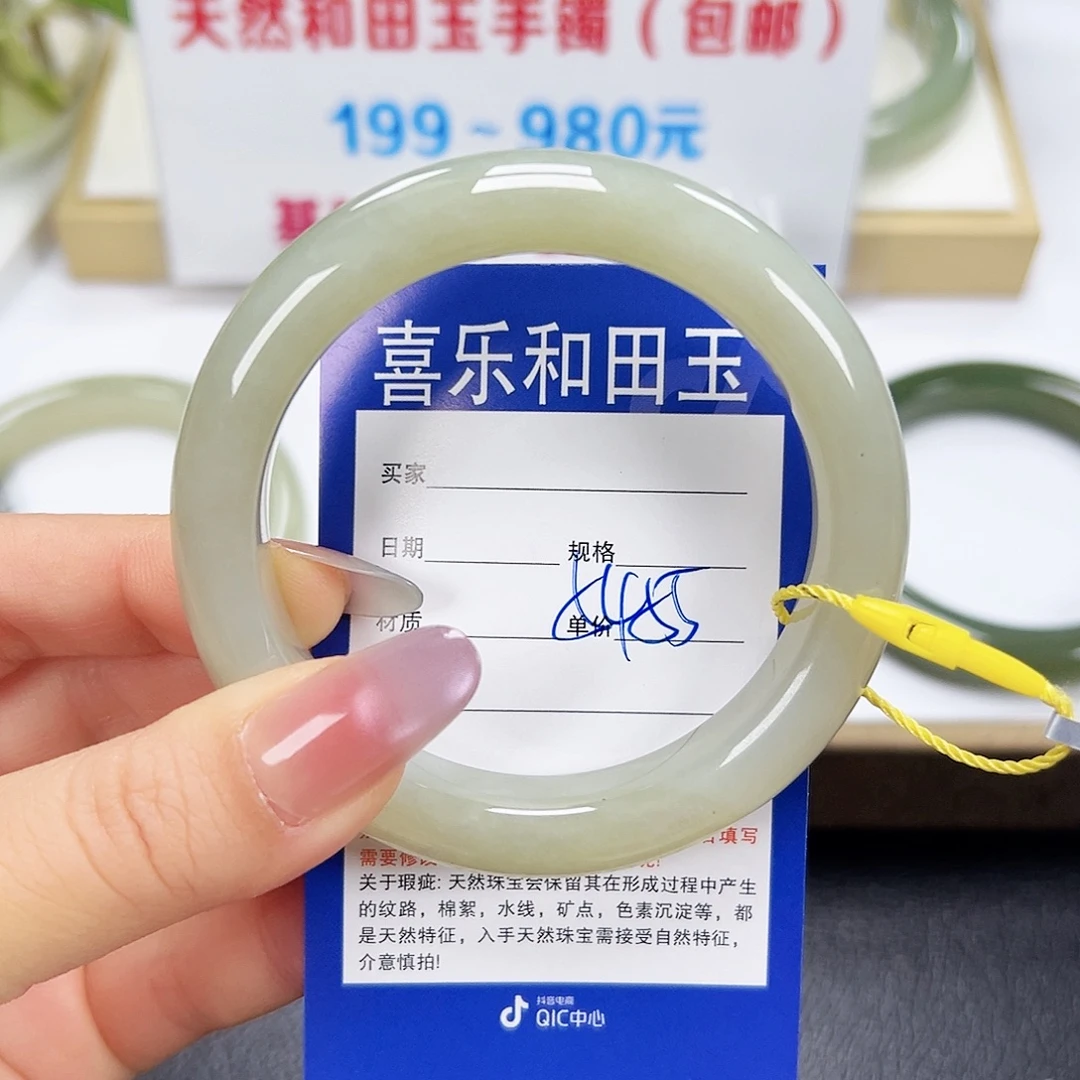 天然和田玉手镯（包邮）
199~980元
喜乐和田玉
买家
日期 规格
材质 单价
填写
需要修
关于瑕疵: 天然珠宝会保留其在形成过程中产生
的纹路，棉絮，水线，矿点，色素沉淀等，都
是天然特征，入手天然珠宝需接受自然特征，
介意慎拍!
抖音电商
QIC中心